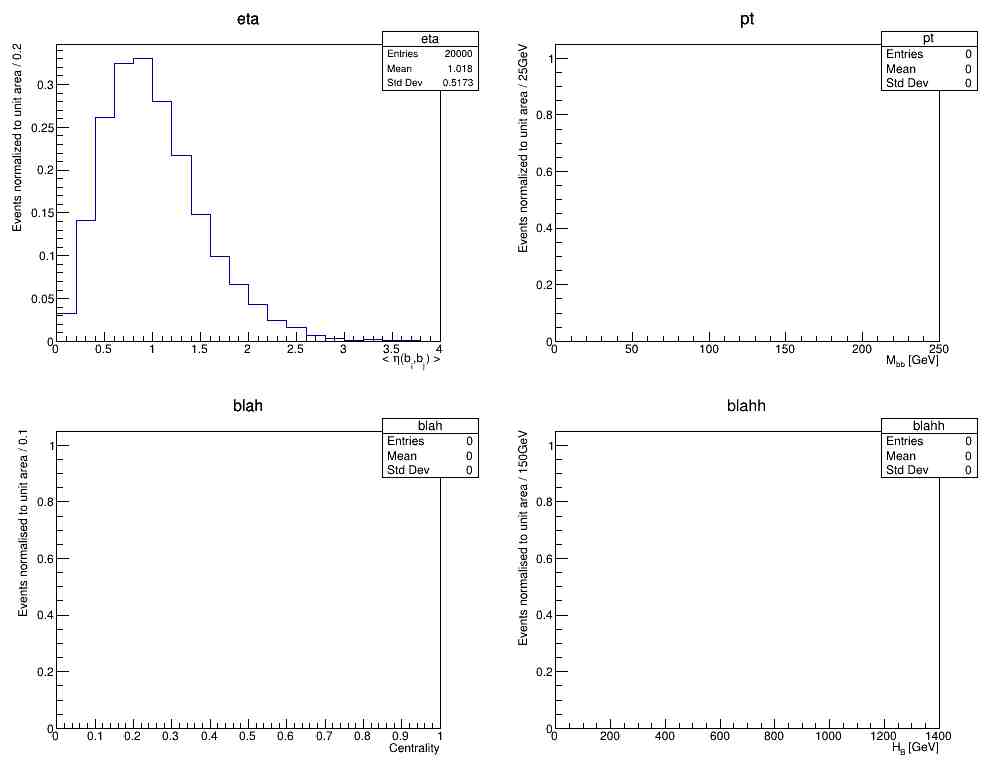 eta
eta
Entries 20000
Mean 1.018
Std Dev 0.5173
Events normalized to unit area / 0.2
0.3
0.25
0.2
0.15
0.1
0.05
0
0 0.5 1 1.5 2 2.5 3 3.5 4
< η(b_i,b_j) >
pt
pt
Entries 0
Mean 0
Std Dev 0
Events normalized to unit area / 25GeV
1
0.8
0.6
0.4
0.2
0
0 50 100 150 200 250
M_bb [GeV]
blah
blah
Entries 0
Mean 0
Std Dev 0
Events normalised to unit area / 0.1
1
0.8
0.6
0.4
0.2
0
0 0.1 0.2 0.3 0.4 0.5 0.6 0.7 0.8 0.9 1
Centrality
blahh
blahh
Entries 0
Mean 0
Std Dev 0
Events normalised to unit area / 150GeV
1
0.8
0.6
0.4
0.2
0
0 200 400 600 800 1000 1200 1400
H_B [GeV]